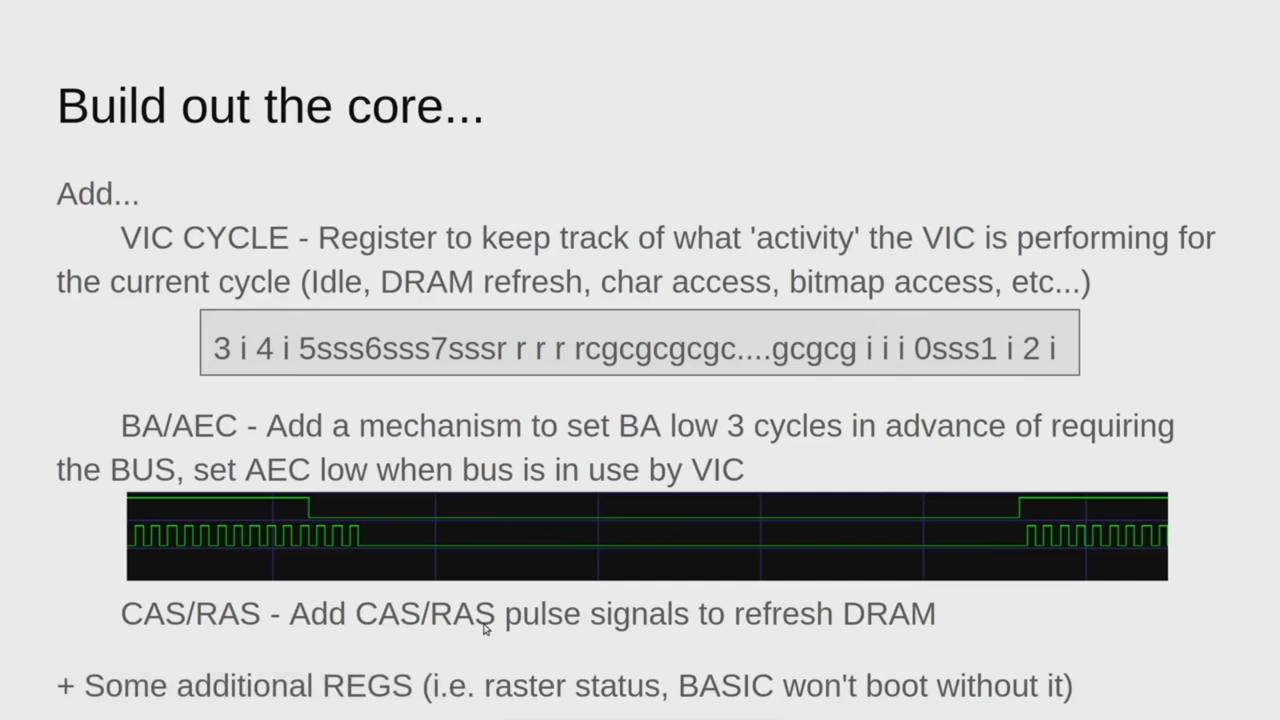 Build out the core...
Add...
VIC CYCLE - Register to keep track of what 'activity' the VIC is performing for
the current cycle (Idle, DRAM refresh, char access, bitmap access, etc...)
3 i 4 i 5sss6sss7sssr r r r rcgcgcgcgc....gcgcg i i i 0sss1 i 2 i
BA/AEC - Add a mechanism to set BA low 3 cycles in advance of requiring
the BUS, set AEC low when bus is in use by VIC
CAS/RAS - Add CAS/RAS pulse signals to refresh DRAM
+ Some additional REGS (i.e. raster status, BASIC won't boot without it)